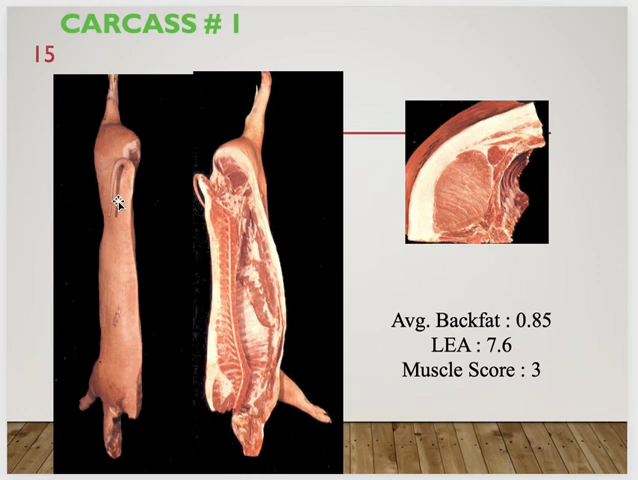 CARCASS # 1
15
Avg. Backfat : 0.85
LEA : 7.6
Muscle Score : 3